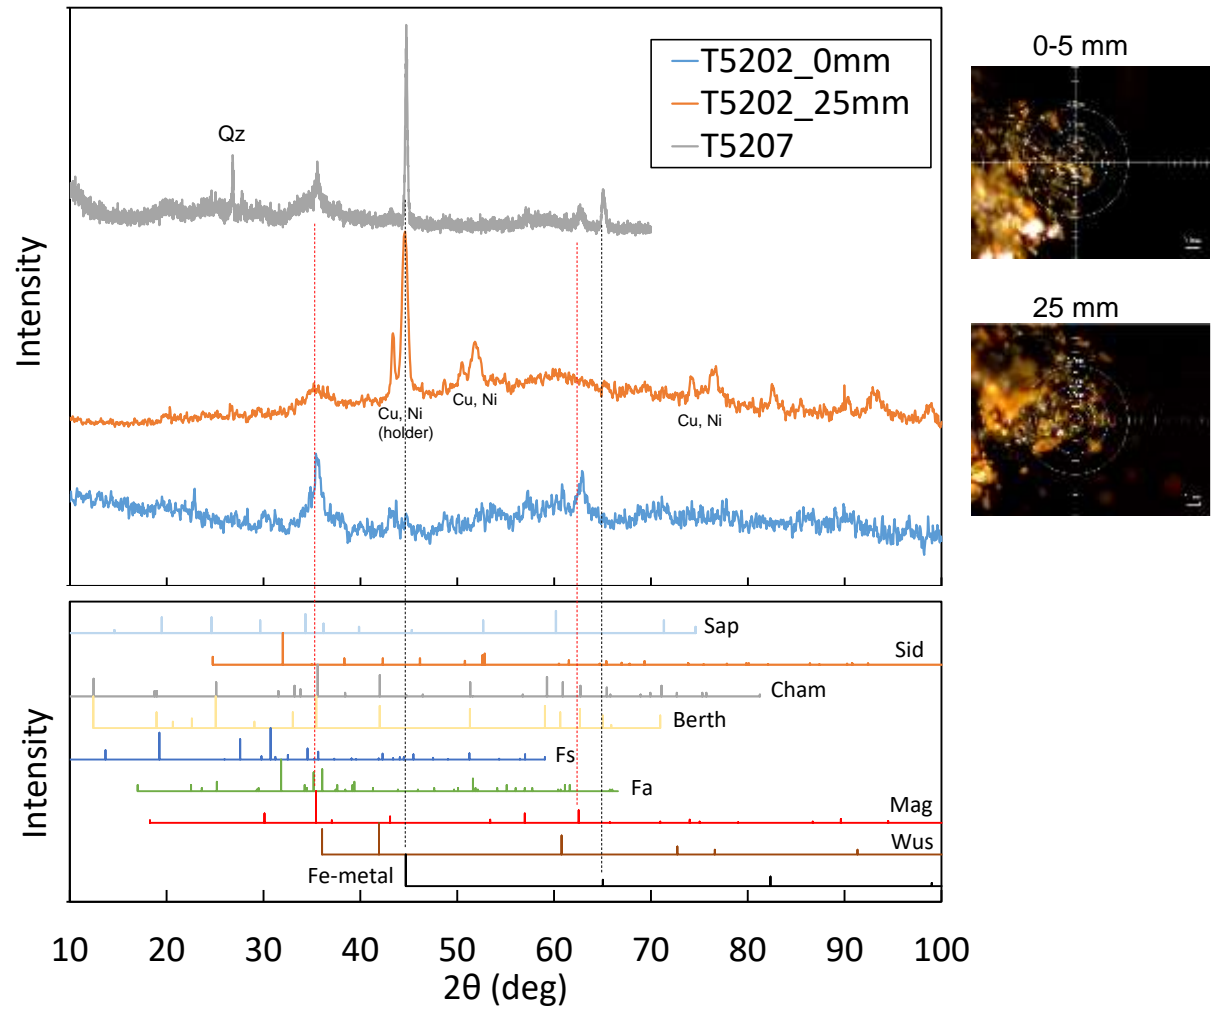 0-5 mm
T5202_0mm
T5202_25mm
T5207
Qz
25 mm
Intensity
Cu, Ni
(holder)
Cu, Ni
Cu, Ni
Sap
Sid
Cham
Berth
Fs
Fa
Mag
Wus
Fe-metal
Intensity
10 20 30 40 50 60 70 80 90 100
2θ (deg)